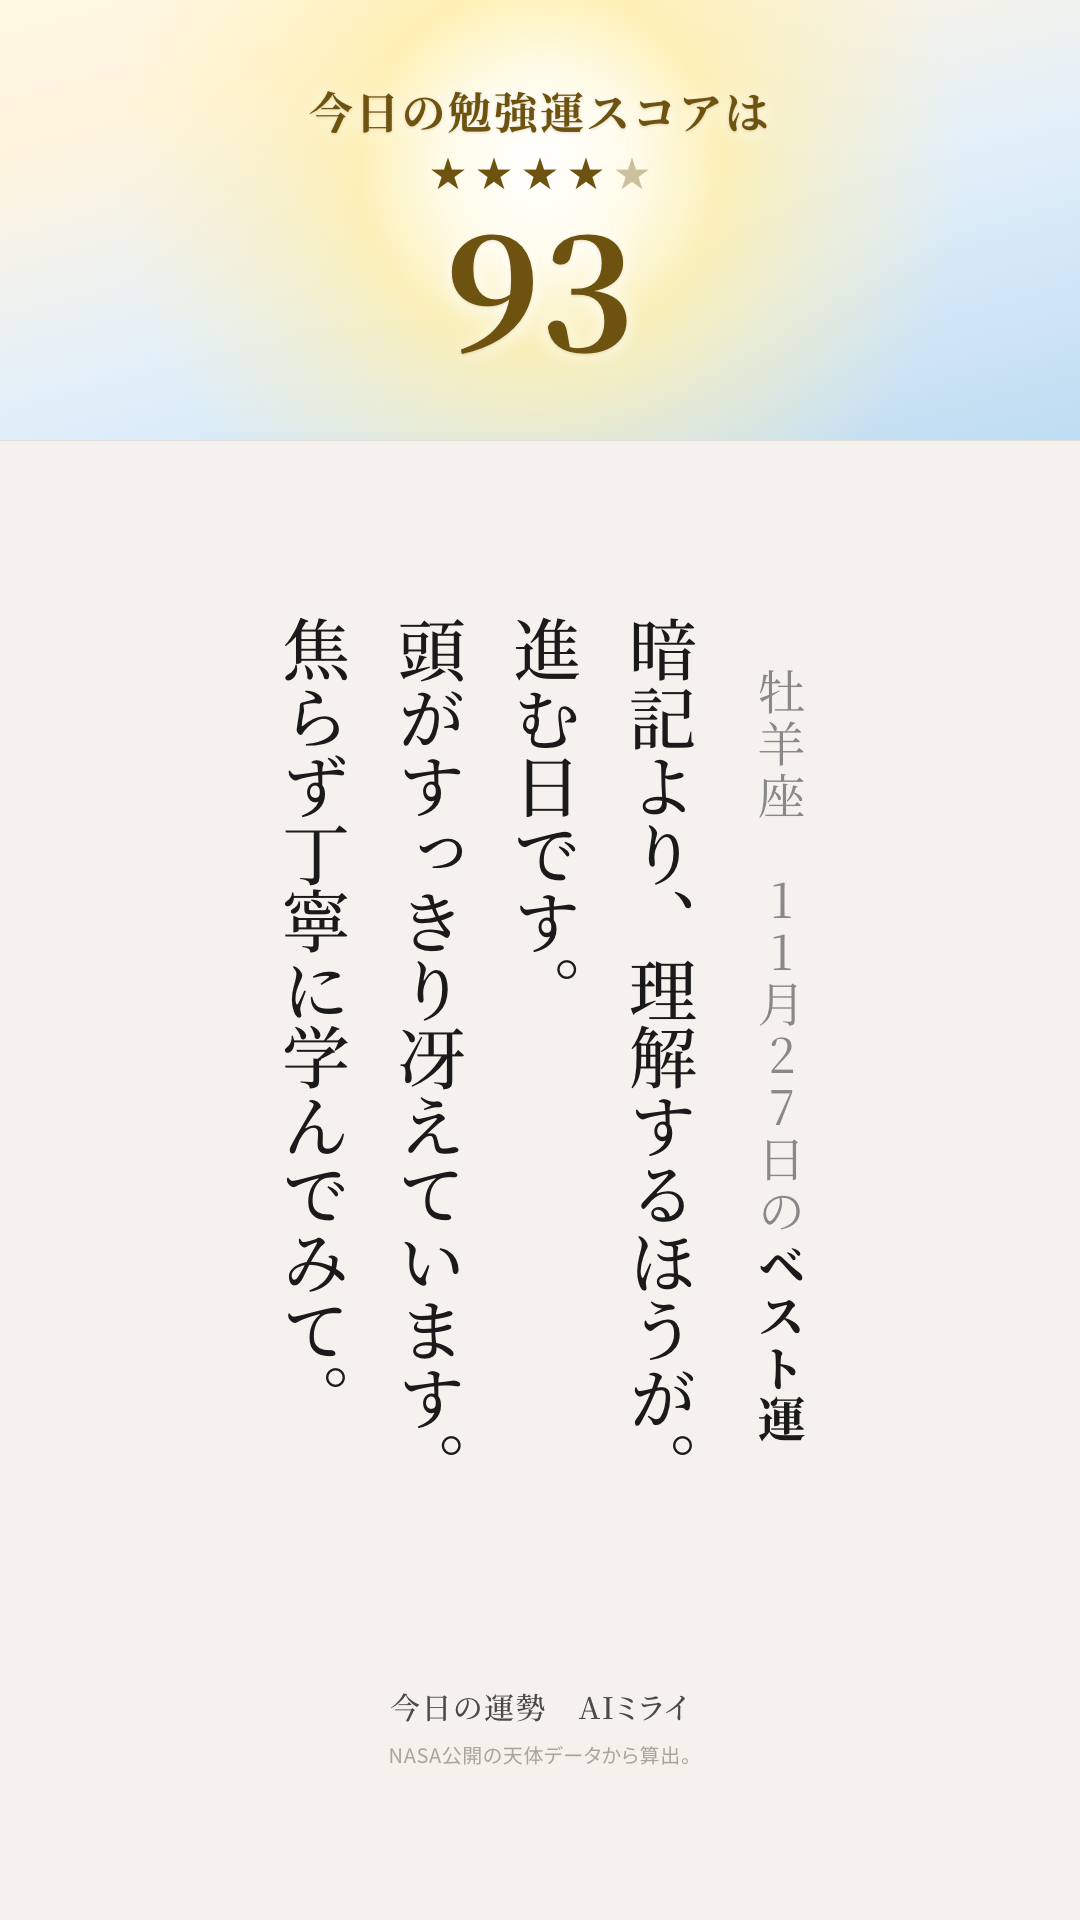 今日の勉強運スコアは
★★★★★
93
牡羊座　11月27日のベスト運
暗記より、理解するほうが。
進む日です。
頭がすっきり冴えています。
焦らず丁寧に学んでみて。
今日の運勢　AIミライ
NASA公開の天体データから算出。